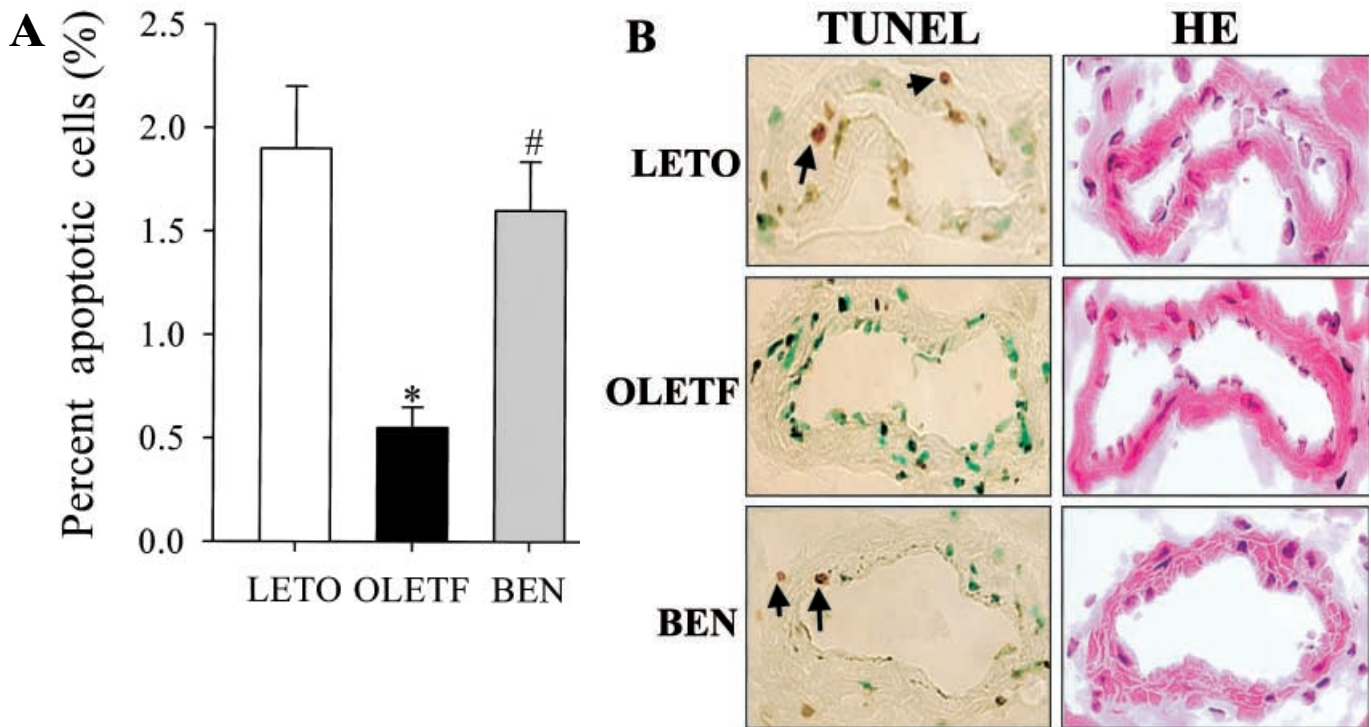 A
Percent apoptotic cells (%)
2.5
2.0
1.5
1.0
0.5
0.0
#
*
LETO OLETF BEN
B
TUNEL HE
LETO
OLETF
BEN